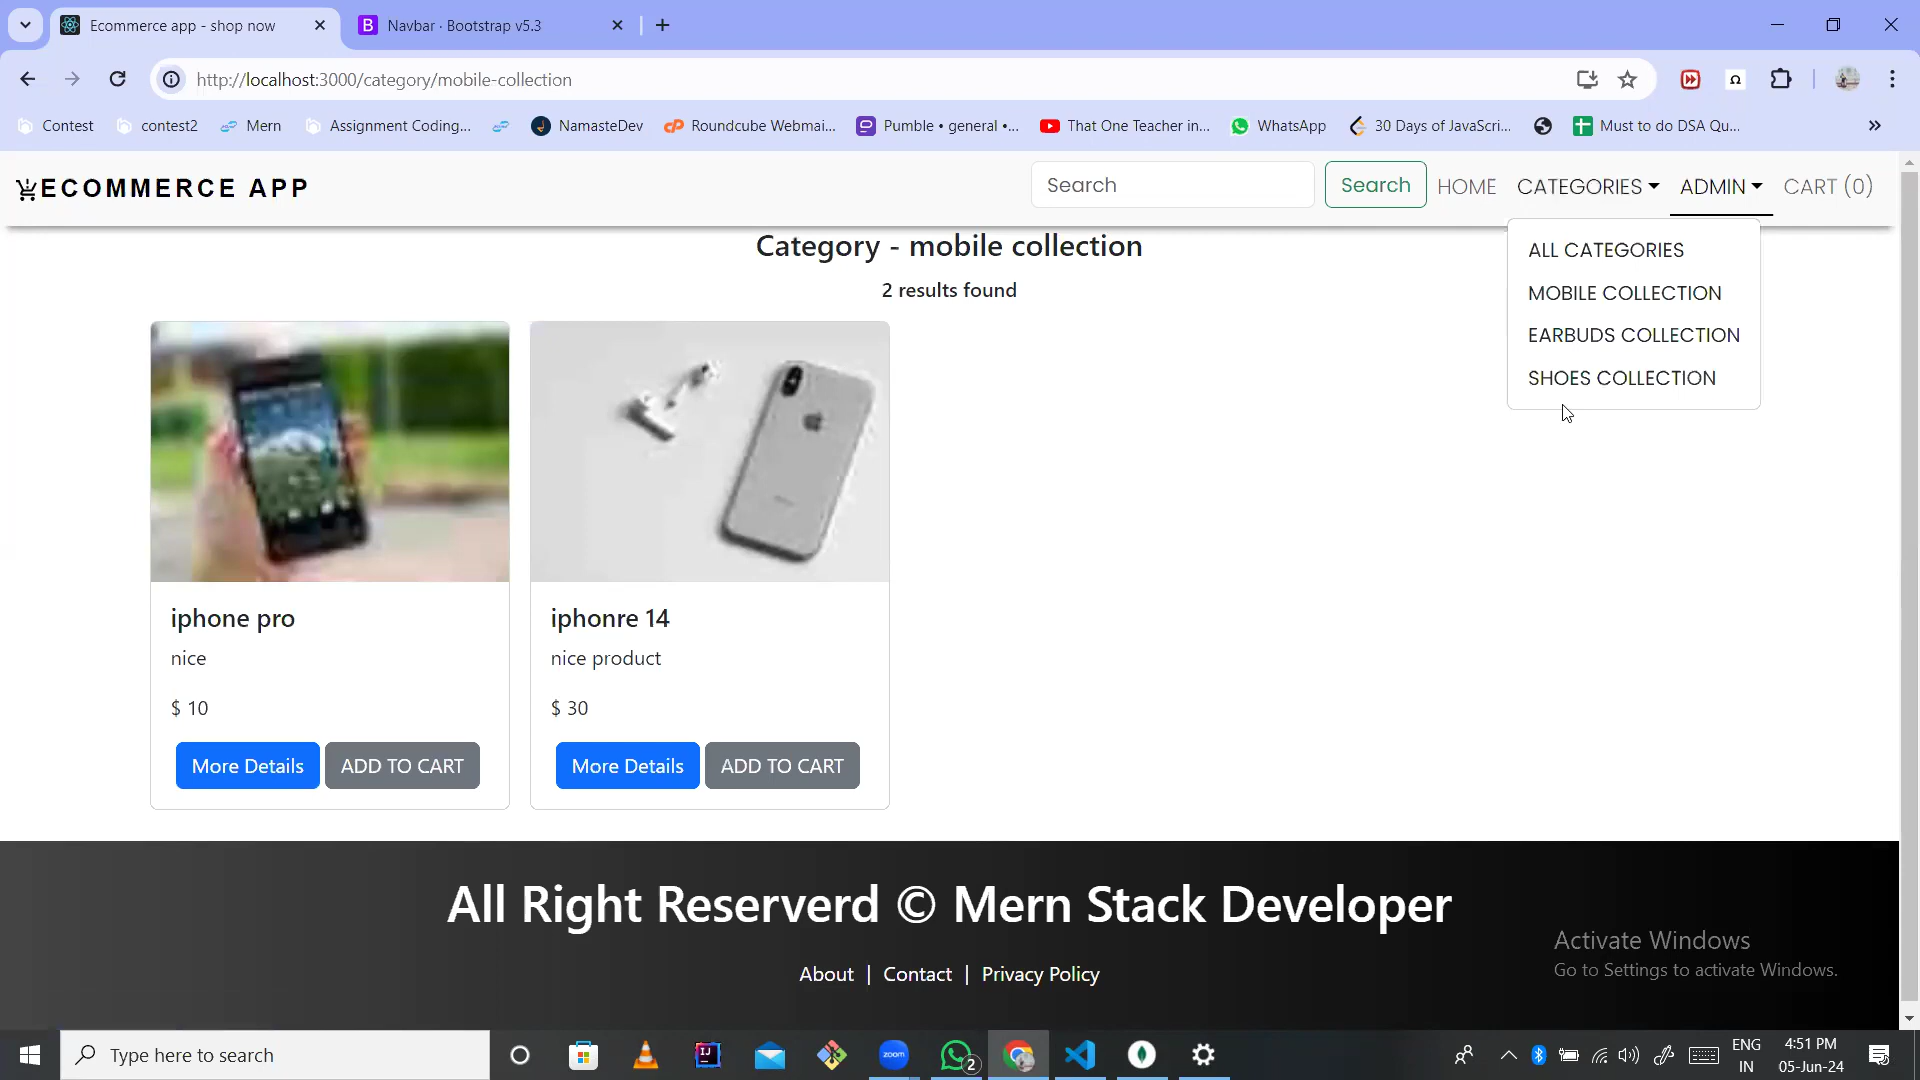 Ecommerce app - shop now
Navbar · Bootstrap v5.3
http://localhost:3000/category/mobile-collection
Contest
contest2
Mern
Assignment Coding...
NamasteDev
Roundcube Webmai...
Pumble • general •...
That One Teacher in...
WhatsApp
30 Days of JavaScri...
Must to do DSA Qu...
ECOMMERCE APP
Search
Search
HOME
CATEGORIES
ADMIN
CART (0)
ALL CATEGORIES
MOBILE COLLECTION
EARBUDS COLLECTION
SHOES COLLECTION
Category - mobile collection
2 results found
iphone pro
nice
$ 10
More Details
ADD TO CART
iphonre 14
nice product
$ 30
More Details
ADD TO CART
All Right Reserverd © Mern Stack Developer
About | Contact | Privacy Policy
Activate Windows
Go to Settings to activate Windows.
Type here to search
zoom
2
ENG
IN
4:51 PM
05-Jun-24